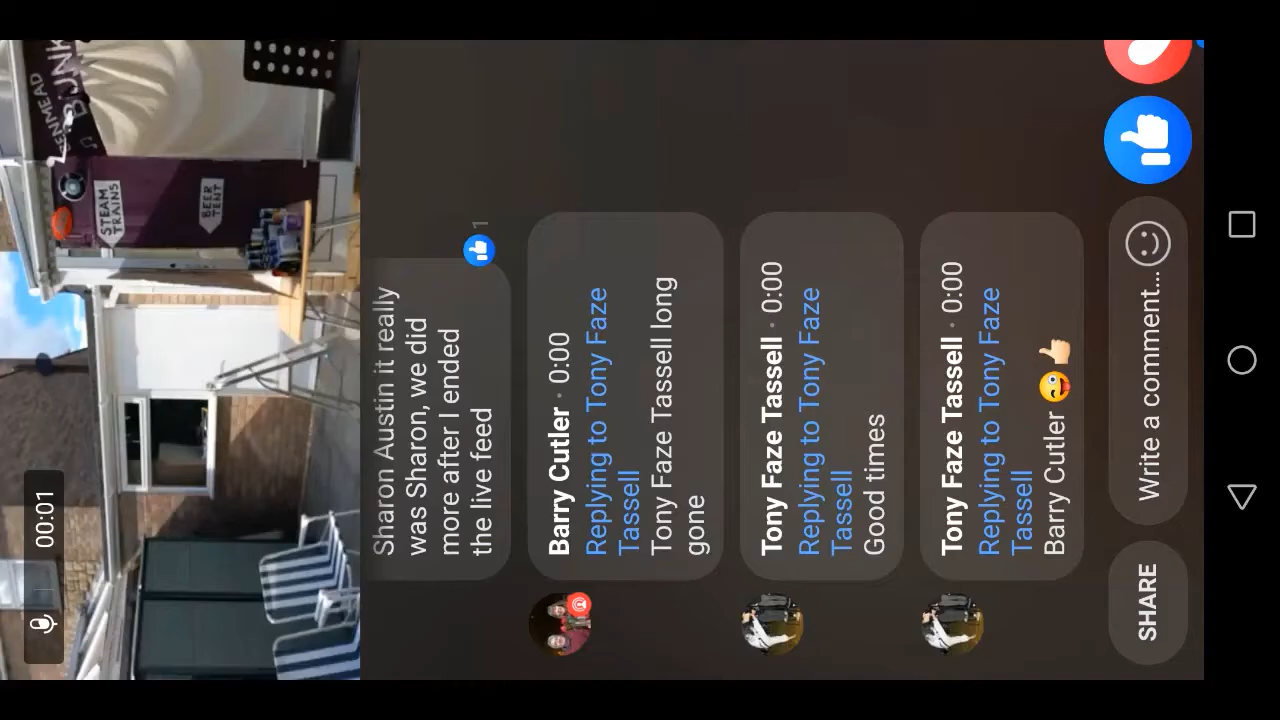 00:01
ENMEAD
STEAM
TRAINS
BEER
TENT
Sharon Austin it really
was Sharon, we did
more after I ended
the live feed
1
Barry Cutler · 0:00
Replying to Tony Faze
Tassell
Tony Faze Tassell long
gone
Tony Faze Tassell · 0:00
Replying to Tony Faze
Tassell
Good times
Tony Faze Tassell · 0:00
Replying to Tony Faze
Tassell
Barry Cutler 😜👍🏻
SHARE
Write a comment...